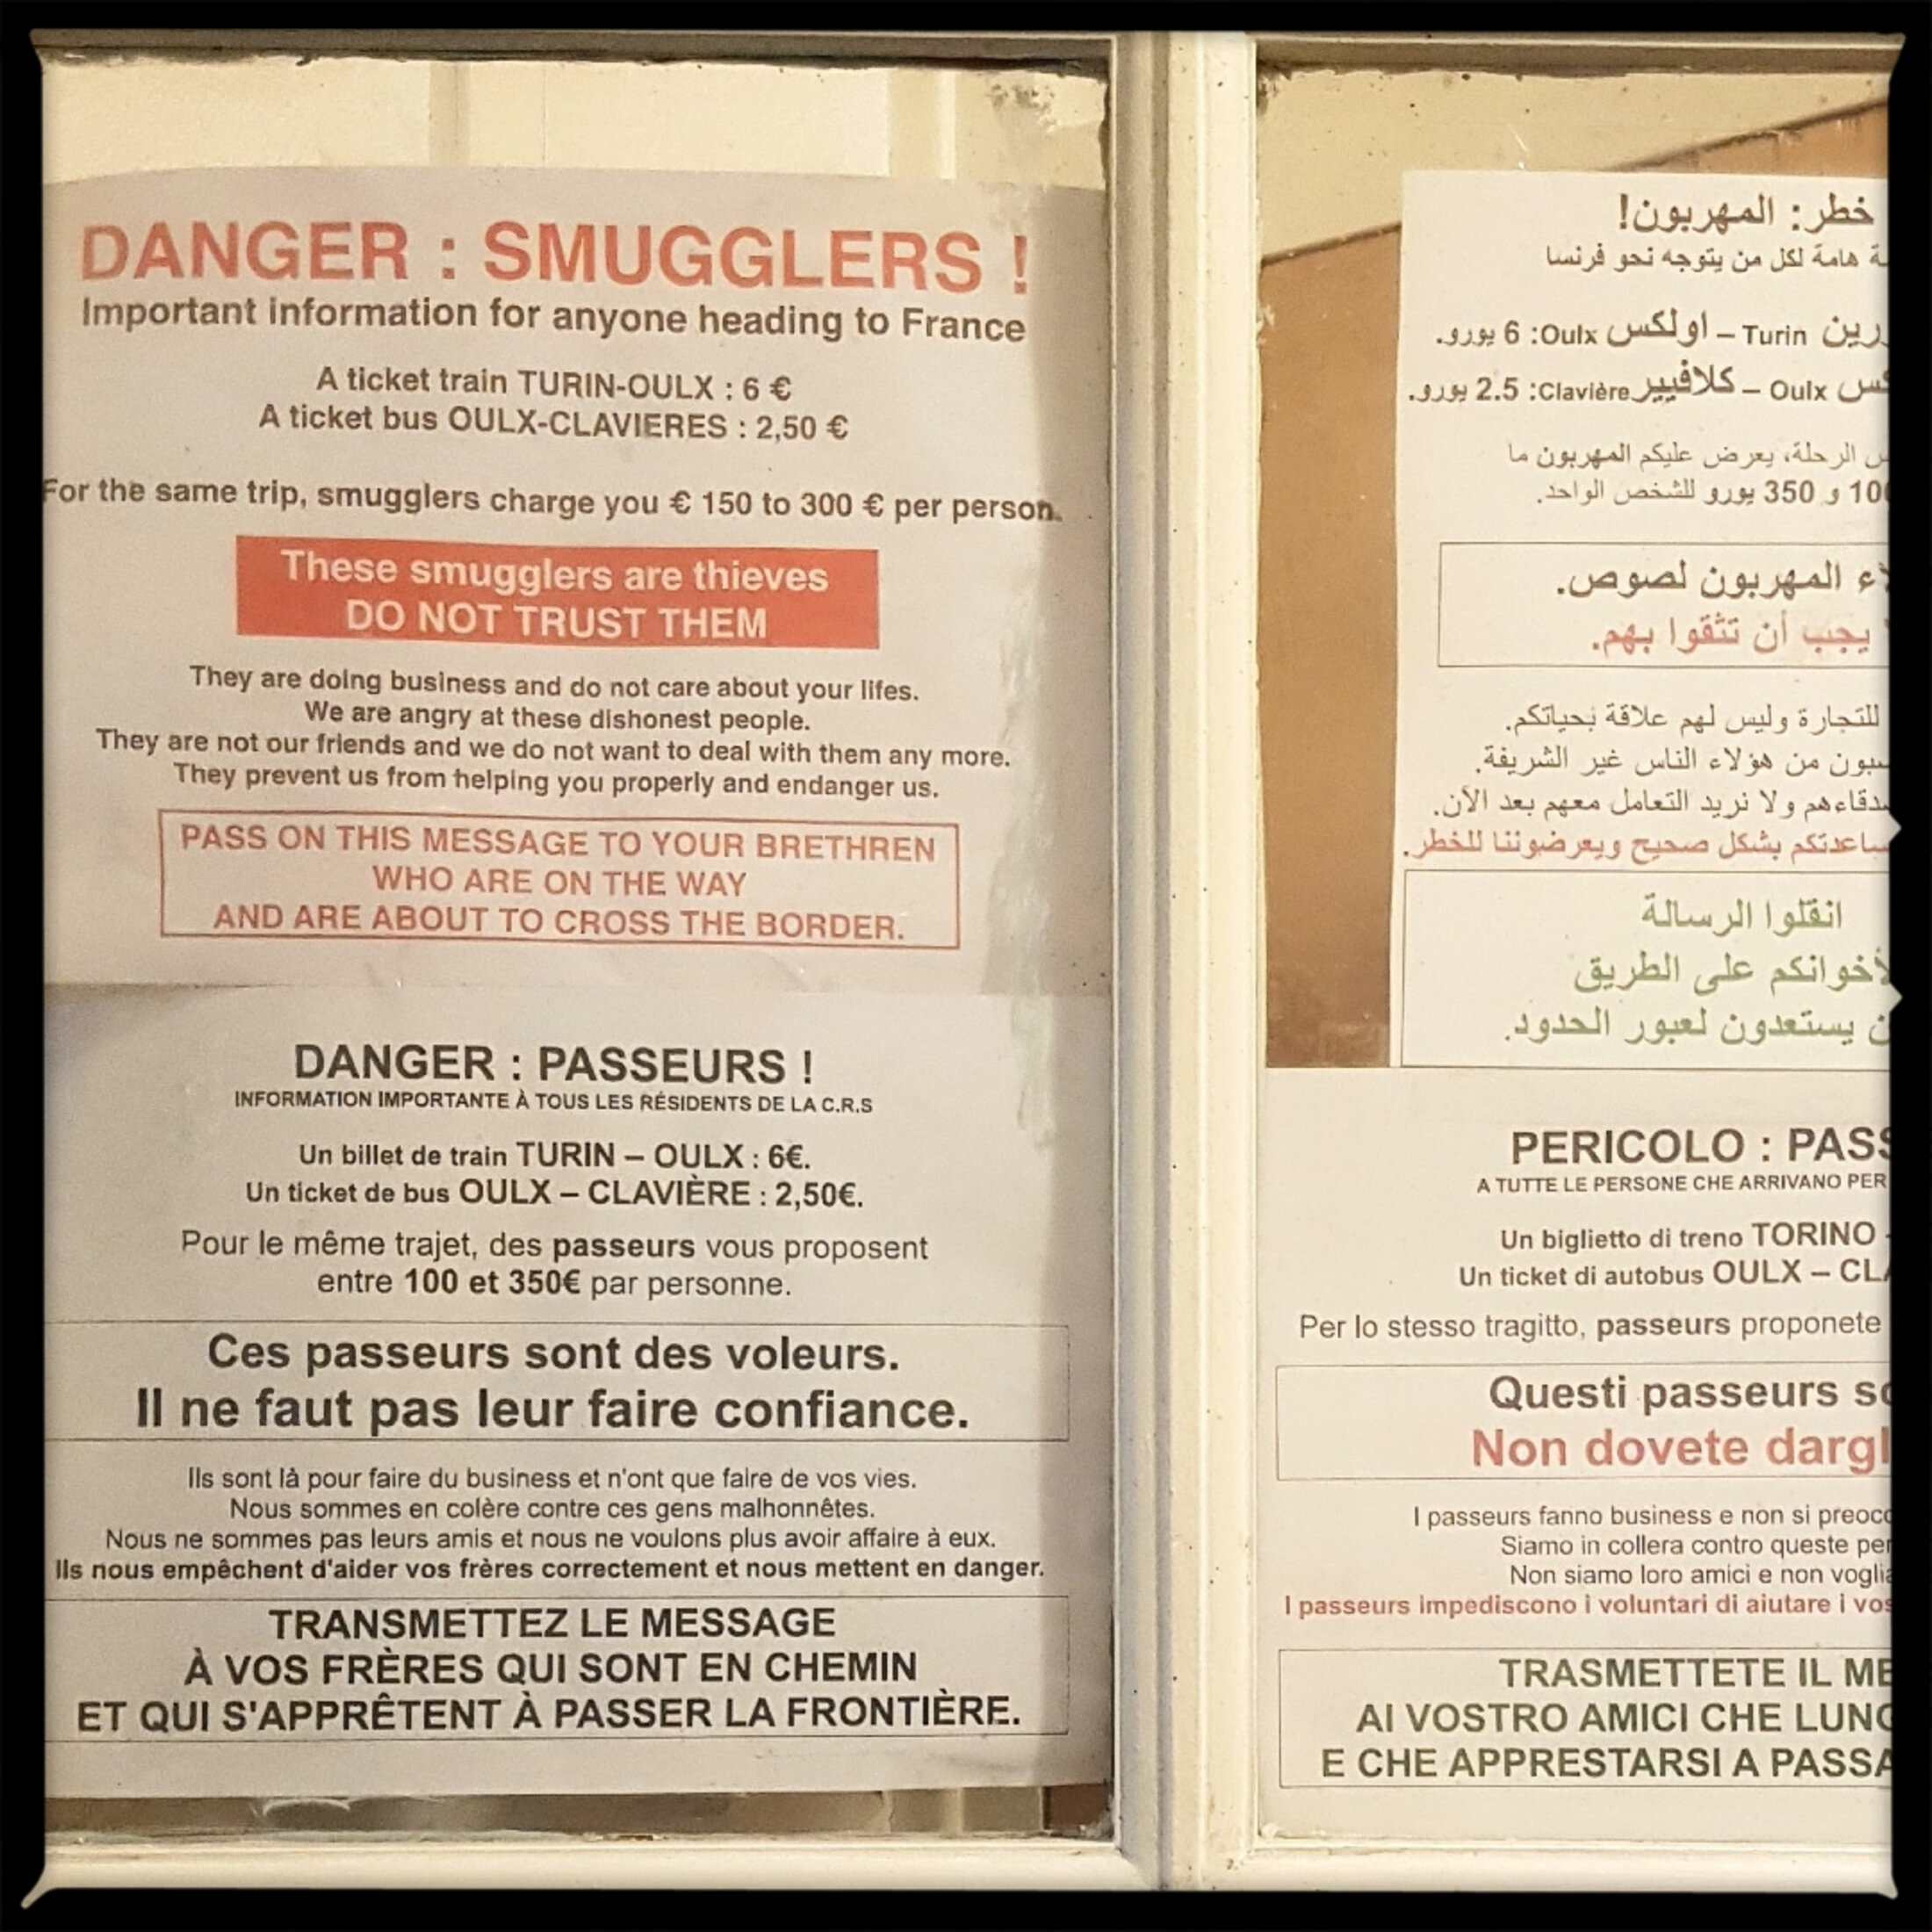 DANGER : SMUGGLERS !
Important information for anyone heading to France
A ticket train TURIN-OULX : 6 €
A ticket bus OULX-CLAVIERES : 2,50 €
For the same trip, smugglers charge you € 150 to 300 € per person.
These smugglers are thieves
DO NOT TRUST THEM
They are doing business and do not care about your lifes.
We are angry at these dishonest people.
They are not our friends and we do not want to deal with them any more.
They prevent us from helping you properly and endanger us.
PASS ON THIS MESSAGE TO YOUR BRETHREN
WHO ARE ON THE WAY
AND ARE ABOUT TO CROSS THE BORDER.
DANGER : PASSEURS !
INFORMATION IMPORTANTE À TOUS LES RÉSIDENTS DE LA C.R.S
Un billet de train TURIN – OULX : 6€.
Un ticket de bus OULX – CLAVIÈRE : 2,50€.
Pour le même trajet, des passeurs vous proposent
entre 100 et 350€ par personne.
Ces passeurs sont des voleurs.
Il ne faut pas leur faire confiance.
Ils sont là pour faire du business et n'ont que faire de vos vies.
Nous sommes en colère contre ces gens malhonnêtes.
Nous ne sommes pas leurs amis et nous ne voulons plus avoir affaire à eux.
Ils nous empêchent d'aider vos frères correctement et nous mettent en danger.
TRANSMETTEZ LE MESSAGE
À VOS FRÈRES QUI SONT EN CHEMIN
ET QUI S'APPRÊTENT À PASSER LA FRONTIÈRE.
خطر: المهربون!
هامة لكل من يتوجه نحو فرنسا
Turin – اولكس Oulx: 6 يورو.
Oulx – كلافيير Clavière: 2.5 يورو.
الرحلة، يعرض عليكم المهربون ما
و 350 يورو للشخص الواحد.
المهربون لصوص.
يجب أن تثقوا بهم.
للتجارة وليس لهم علاقة بحياتكم.
من هؤلاء الناس غير الشريفة.
ولا نريد التعامل معهم بعد الآن.
بشكل صحيح ويعرضوننا للخطر.
انقلوا الرسالة
لأخوانكم على الطريق
يستعدون لعبور الحدود.
PERICOLO : PASS
A TUTTE LE PERSONE CHE ARRIVANO PER
Un biglietto di treno TORINO -
Un ticket di autobus OULX – CLA
Per lo stesso tragitto, passeurs proponete
Questi passeurs so
Non dovete dargl
I passeurs fanno business e non si preocc
Siamo in collera contro queste per
Non siamo loro amici e non voglia
I passeurs impediscono i voluntari di aiutare i vos
TRASMETTETE IL ME
AI VOSTRO AMICI CHE LUNG
E CHE APPRESTARSI A PASSA